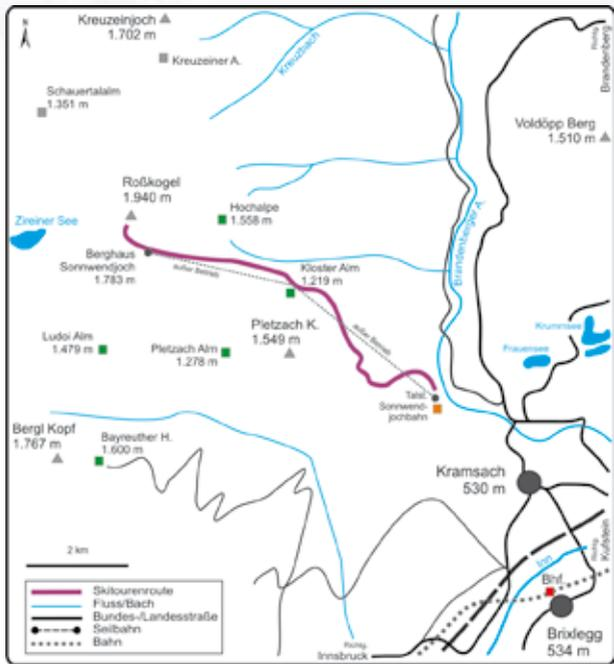 N
Kreuzeinjoch
1.702 m
Kreuzeiner A.
Kreuzbach
Richtg.
Brandenberg
Schauertalalm
1.351 m
Voldöpp Berg
1.510 m
Roßkogel
1.940 m
Hochalpe
1.558 m
Zireiner See
Brandenberger A.
Berghaus
Sonnwendjoch
1.783 m
außer Betrieb
Kloster Alm
1.219 m
Pletzach K.
1.549 m
außer Betrieb
Krummsee
Frauensee
Ludoi Alm
1.479 m
Pletzach Alm
1.278 m
Talst.
Sonnwend-
jochbahn
Bergl Kopf
1.767 m
Bayreuther H.
1.600 m
Kramsach
530 m
Richtg.
Kufstein
2 km
Inn
Bhf.
Skitourenroute
Fluss/Bach
Bundes-/Landesstraße
Seilbahn
Bahn
Richtg.
Innsbruck
Brixlegg
534 m